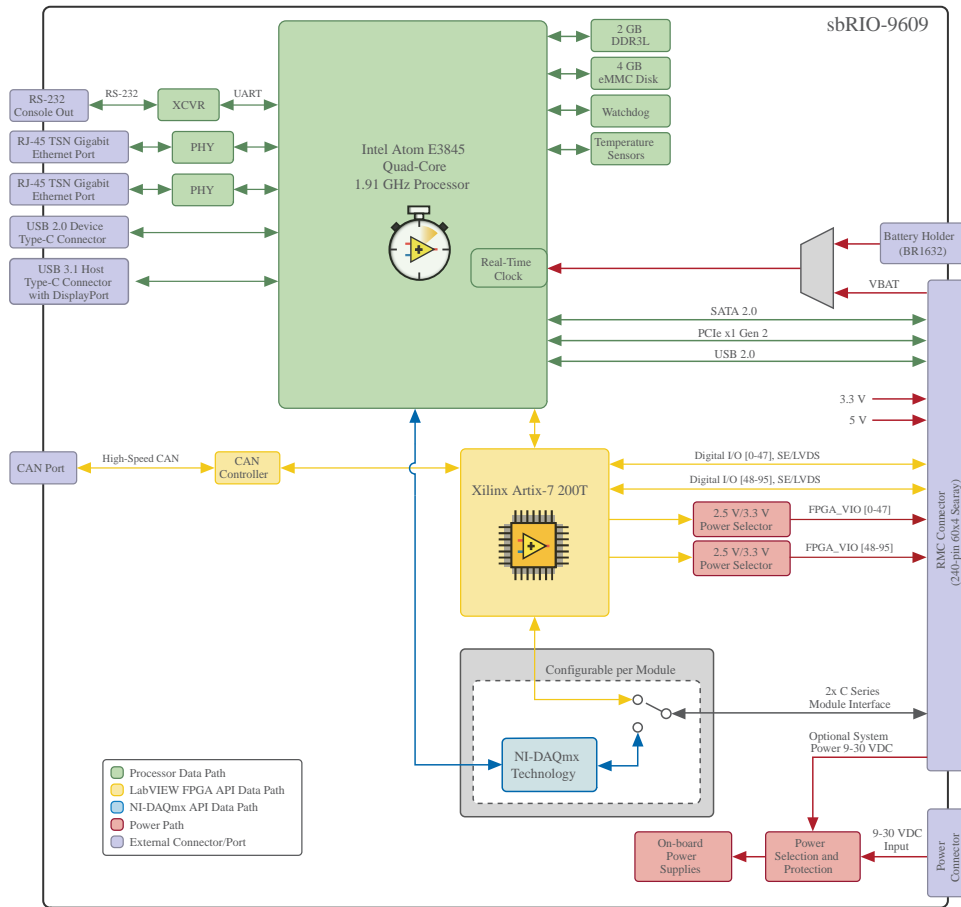 sbRIO-9609
2 GB
DDR3L
4 GB
eMMC Disk
Watchdog
Temperature
Sensors
RS-232
Console Out
RS-232
XCVR
UART
RJ-45 TSN Gigabit
Ethernet Port
PHY
RJ-45 TSN Gigabit
Ethernet Port
PHY
USB 2.0 Device
Type-C Connector
USB 3.1 Host
Type-C Connector
with DisplayPort
Intel Atom E3845
Quad-Core
1.91 GHz Processor
Real-Time
Clock
Battery Holder
(BR1632)
VBAT
SATA 2.0
PCIe x1 Gen 2
USB 2.0
3.3 V
5 V
CAN Port
High-Speed CAN
CAN
Controller
Xilinx Artix-7 200T
Digital I/O [0-47], SE/LVDS
Digital I/O [48-95], SE/LVDS
2.5 V/3.3 V
Power Selector
FPGA_VIO [0-47]
2.5 V/3.3 V
Power Selector
FPGA_VIO [48-95]
RMC Connector
(240-pin 60x4 Searay)
Configurable per Module
NI-DAQmx
Technology
2x C Series
Module Interface
Optional System
Power 9-30 VDC
9-30 VDC
Input
Power
Connector
Power
Selection and
Protection
On-board
Power
Supplies
Processor Data Path
LabVIEW FPGA API Data Path
NI-DAQmx API Data Path
Power Path
External Connector/Port